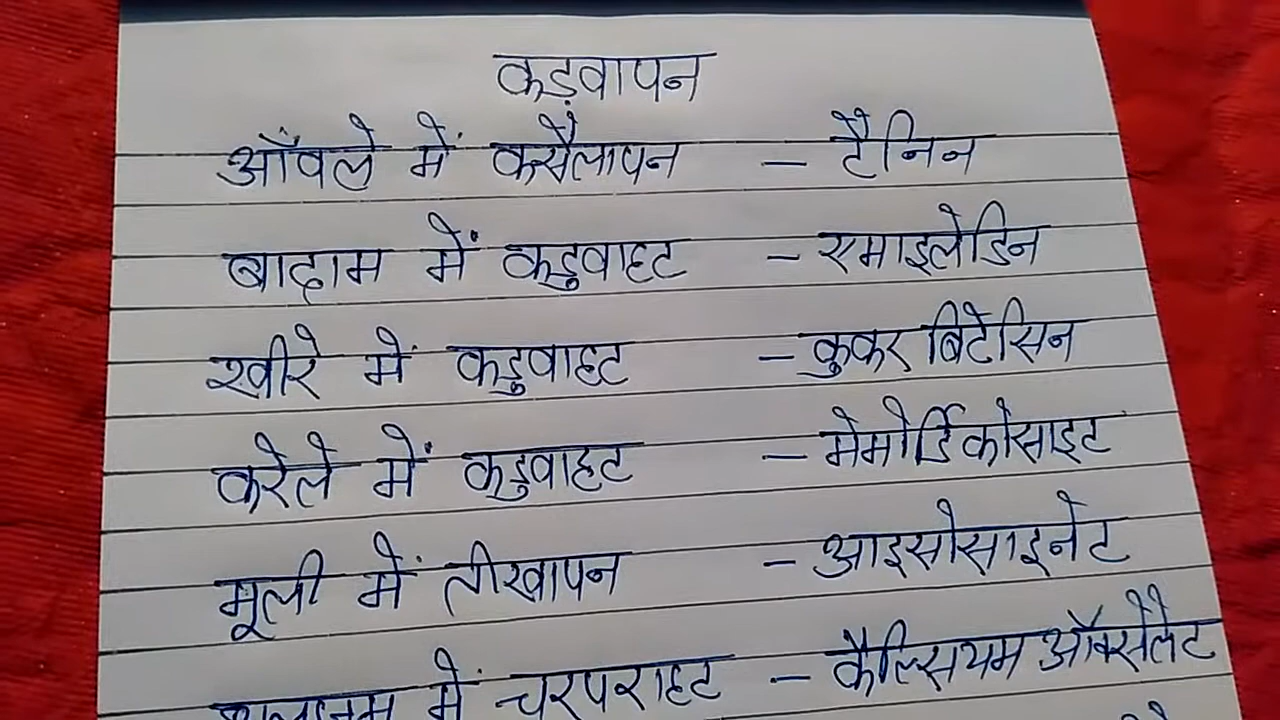 कड़वापन
आँवले में कसैलापन – टैनिन
बादाम में कडुवाहट – एमाइलेडिन
खीरे में कडुवाहट – कुकर बिटेसिन
करेले में कडुवाहट – मेमोर्डिकोसाइट
मूली में तीखापन – आइसोसाइनेट
में चरपराहट – कैल्सियम ऑक्सेलेट